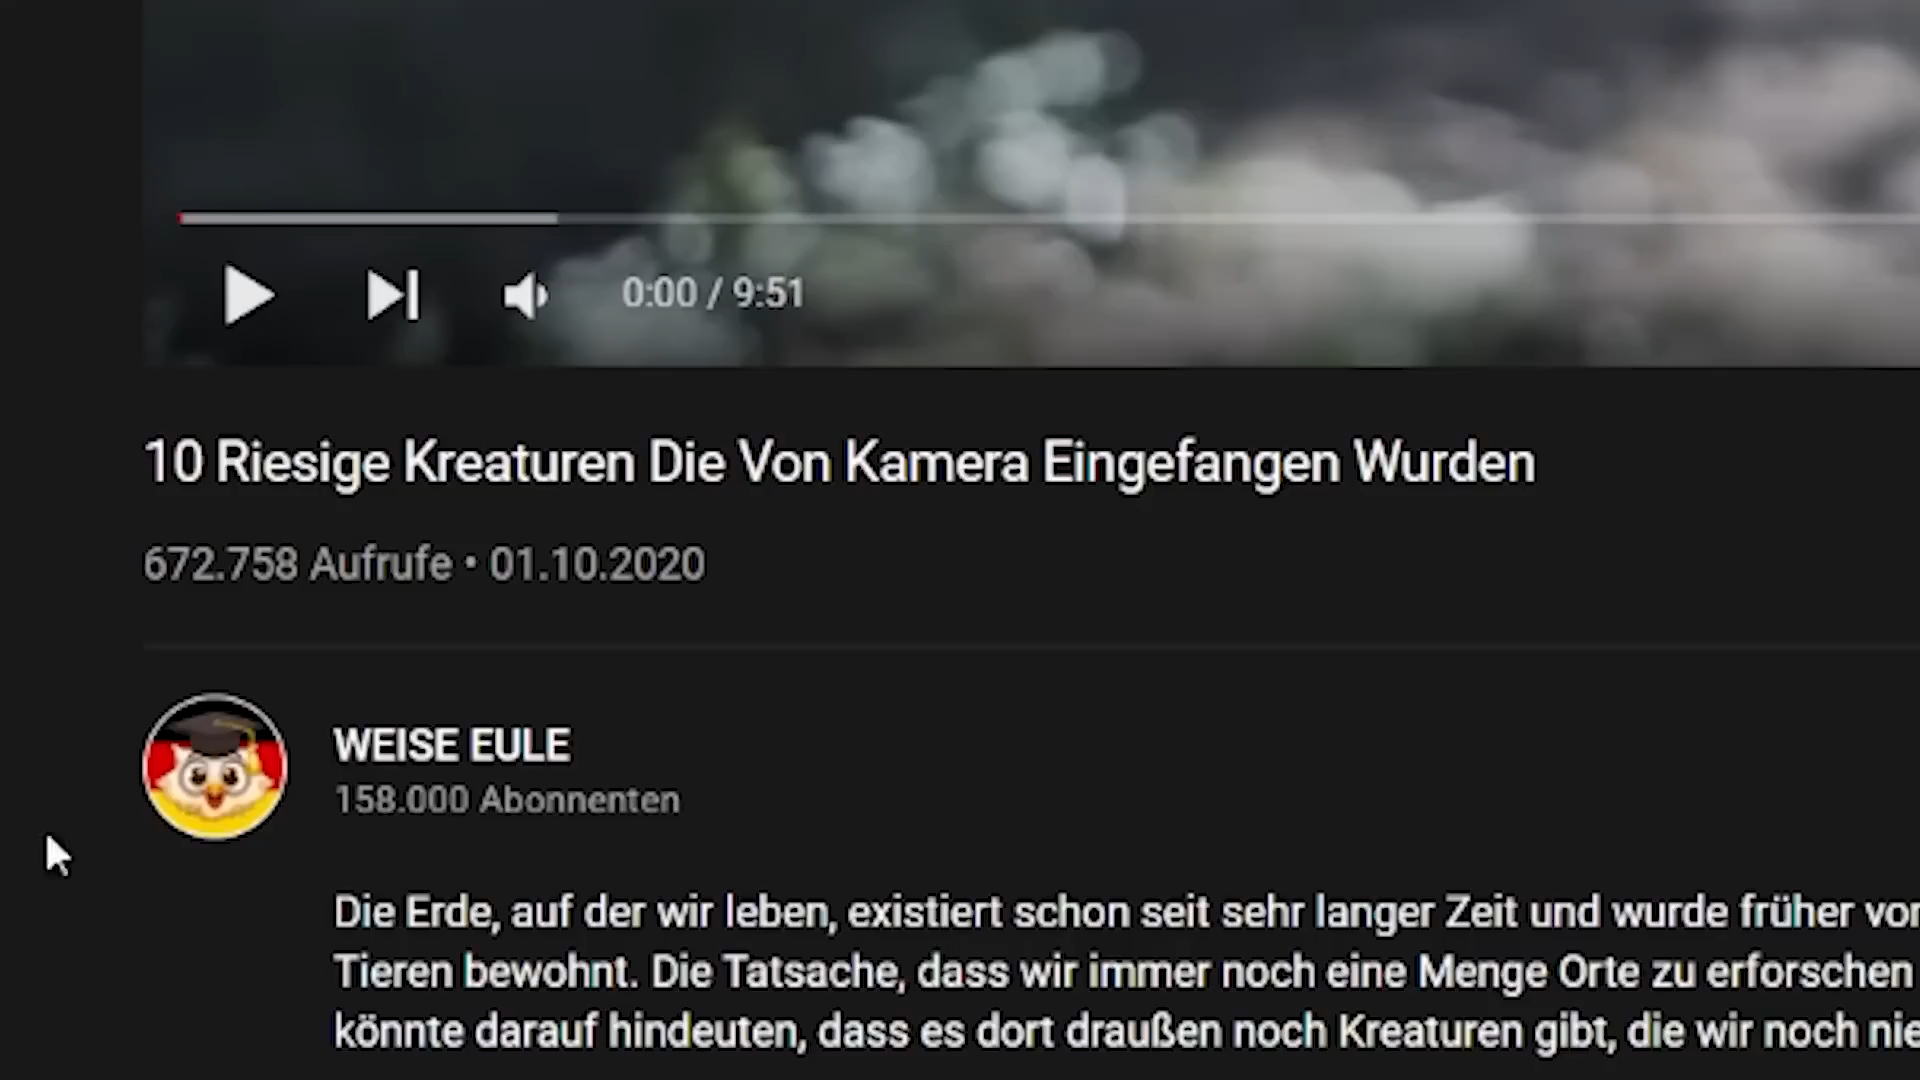 0:00 / 9:51
10 Riesige Kreaturen Die Von Kamera Eingefangen Wurden
672.758 Aufrufe • 01.10.2020
WEISE EULE
158.000 Abonnenten
Die Erde, auf der wir leben, existiert schon seit sehr langer Zeit und wurde früher
Tieren bewohnt. Die Tatsache, dass wir immer noch eine Menge Orte zu erforschen
könnte darauf hindeuten, dass es dort draußen noch Kreaturen gibt, die wir noch nie